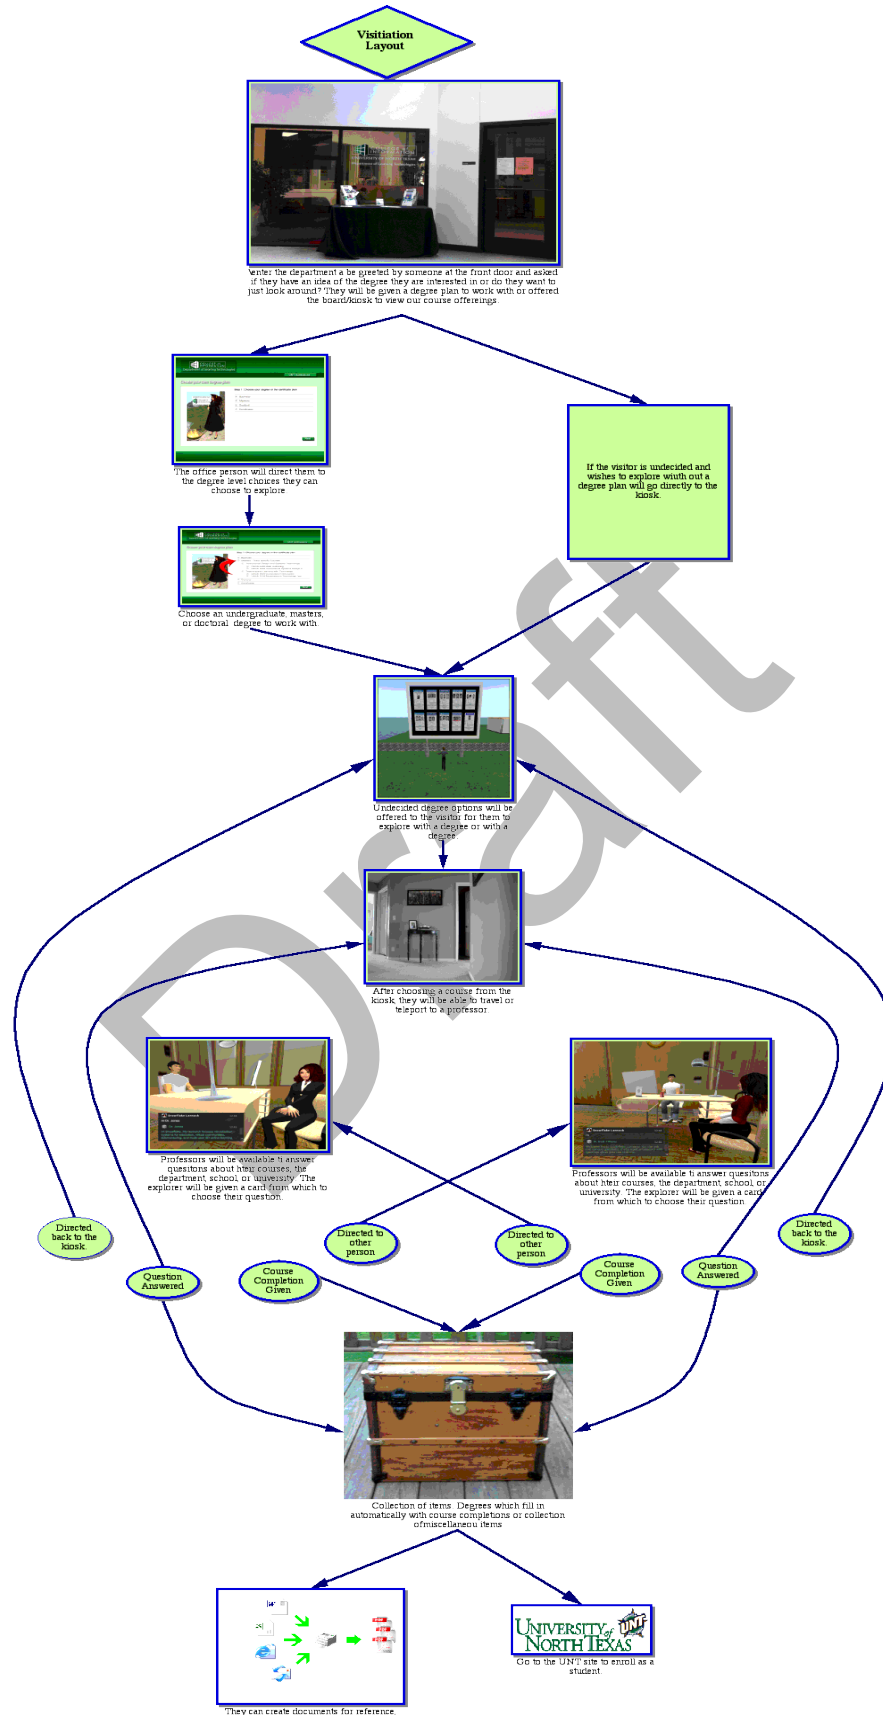 Visitiation
Layout
enter the department a be greeted by someone at the front door and asked
if they have an idea of the degree they are interested in or do they want to
just look around? They will be given a degree plan to work with or offered
the board/kiosk to view our course offereings.
The office person will direct them to
the degree level choices they can
choose to explore
If the visitor is undecided and
wishes to explore wiuth out a
degree plan will go directly to the
kiosk.
Choose an undergraduate, masters,
or doctoral degree to work with.
Draft
Undecided degree options will be
offered to the visitor for them to
explore with a degree or with a
degree.
After choosing a course from the
kiosk, they will be able to travel or
teleport to a professor
Professors will be available ti answer
quesitons about hteir courses, the
department, school, or university. The
explorer will be given a card from which to
choose their question.
Professors will be available ti answer quesitons
about hteir courses, the department, school, or
university. The explorer will be given a card
from which to choose their question
Directed
back to the
kiosk.
Directed to
other
person
Directed to
other
person
Directed
back to the
kiosk.
Question
Answered
Course
Completion
Given
Course
Completion
Given
Question
Answered
Collection of items. Degrees which fill in
automatically with course completions or collection
ofmiscellaneou items
UNIVERSITY of
NORTH TEXAS
UNT
Go to the UNT site to enroll as a
student.
They can create documents for reference,